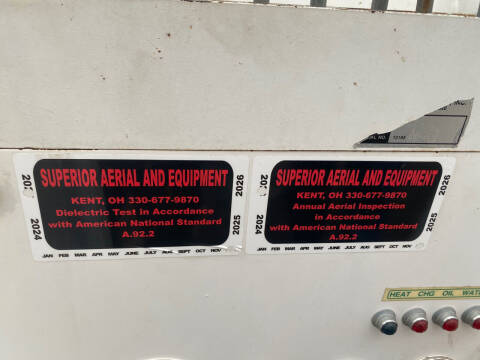 SUPERIOR AERIAL AND EQUIPMENT
KENT, OH 330-677-9870
Dielectric Test in Accordance
with American National Standard
A.92.2
2024
2025
2026
JAN FEB MAR APR MAY JUNE JULY AUG SEPT OCT NOV
SUPERIOR AERIAL AND EQUIPMENT
KENT, OH 330-677-9870
Annual Aerial Inspection
in Accordance
with American National Standard
A.92.2
2024
2025
2026
JAN FEB MAR APR MAY JUNE JULY AUG SEPT OCT NOV
HEAT CHG OIL WAT